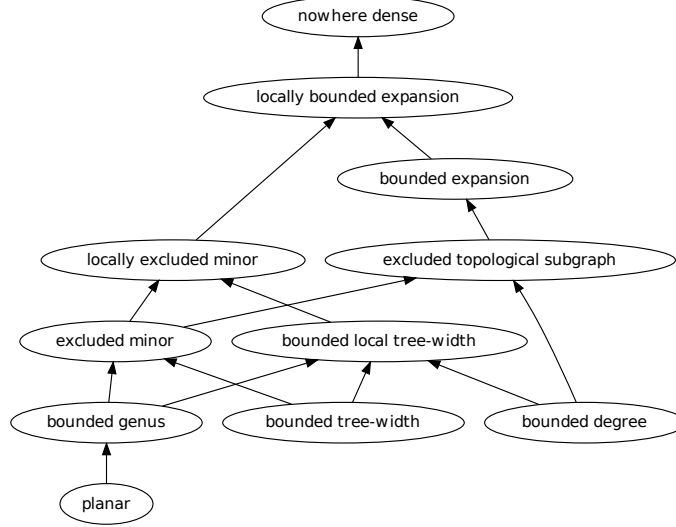 nowhere dense
locally bounded expansion
bounded expansion
locally excluded minor
excluded topological subgraph
excluded minor
bounded local tree-width
bounded genus
bounded tree-width
bounded degree
planar